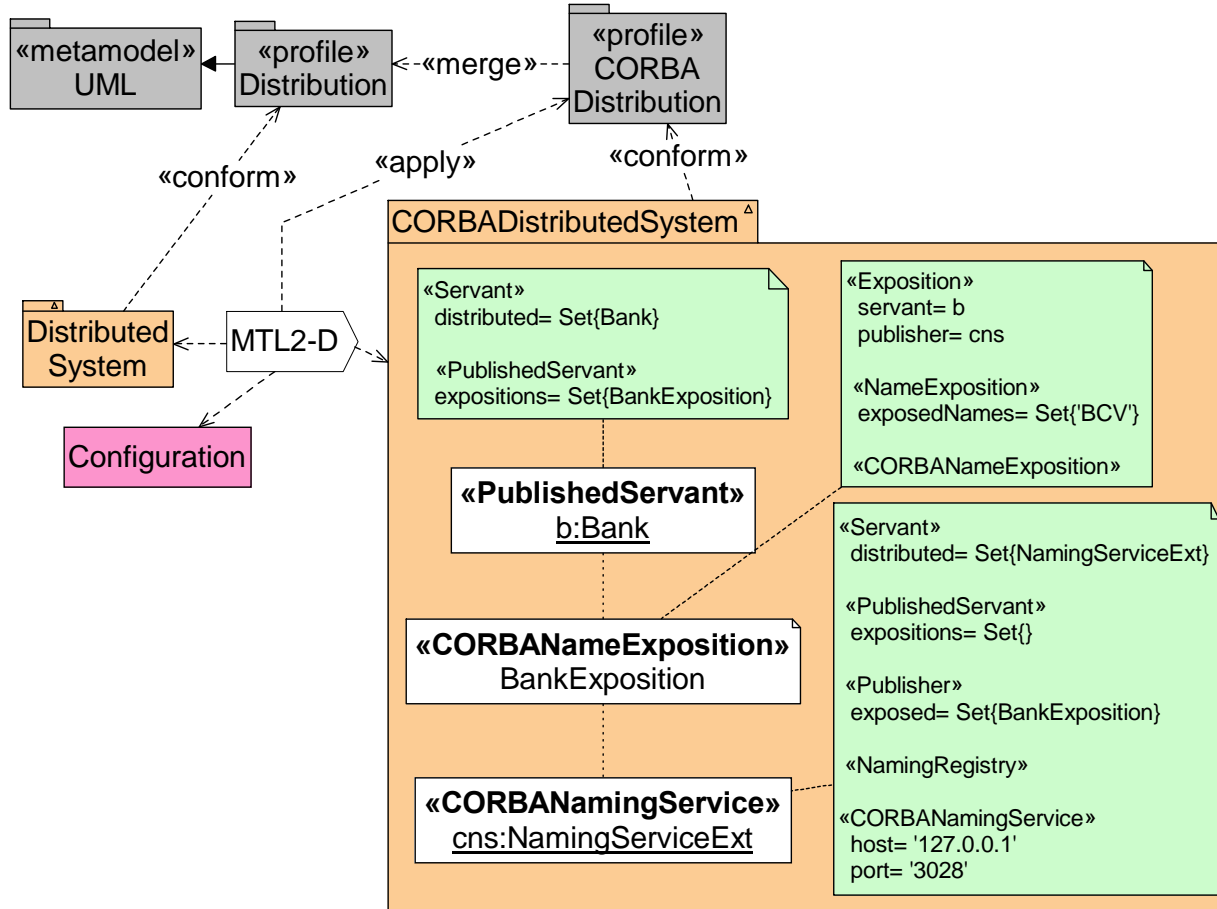 «metamodel»
UML
«profile»
Distribution
«merge»
«profile»
CORBA
Distribution
«conform»
«apply»
«conform»
CORBADistributedSystem
Distributed
System
MTL2-D
Configuration
«Servant»
distributed= Set{Bank}
«PublishedServant»
expositions= Set{BankExposition}
«Exposition»
servant= b
publisher= cns
«NameExposition»
exposedNames= Set{'BCV'}
«CORBANameExposition»
«PublishedServant»
b:Bank
«CORBANameExposition»
BankExposition
«CORBANamingService»
cns:NamingServiceExt
«Servant»
distributed= Set{NamingServiceExt}
«PublishedServant»
expositions= Set{}
«Publisher»
exposed= Set{BankExposition}
«NamingRegistry»
«CORBANamingService»
host= '127.0.0.1'
port= '3028'